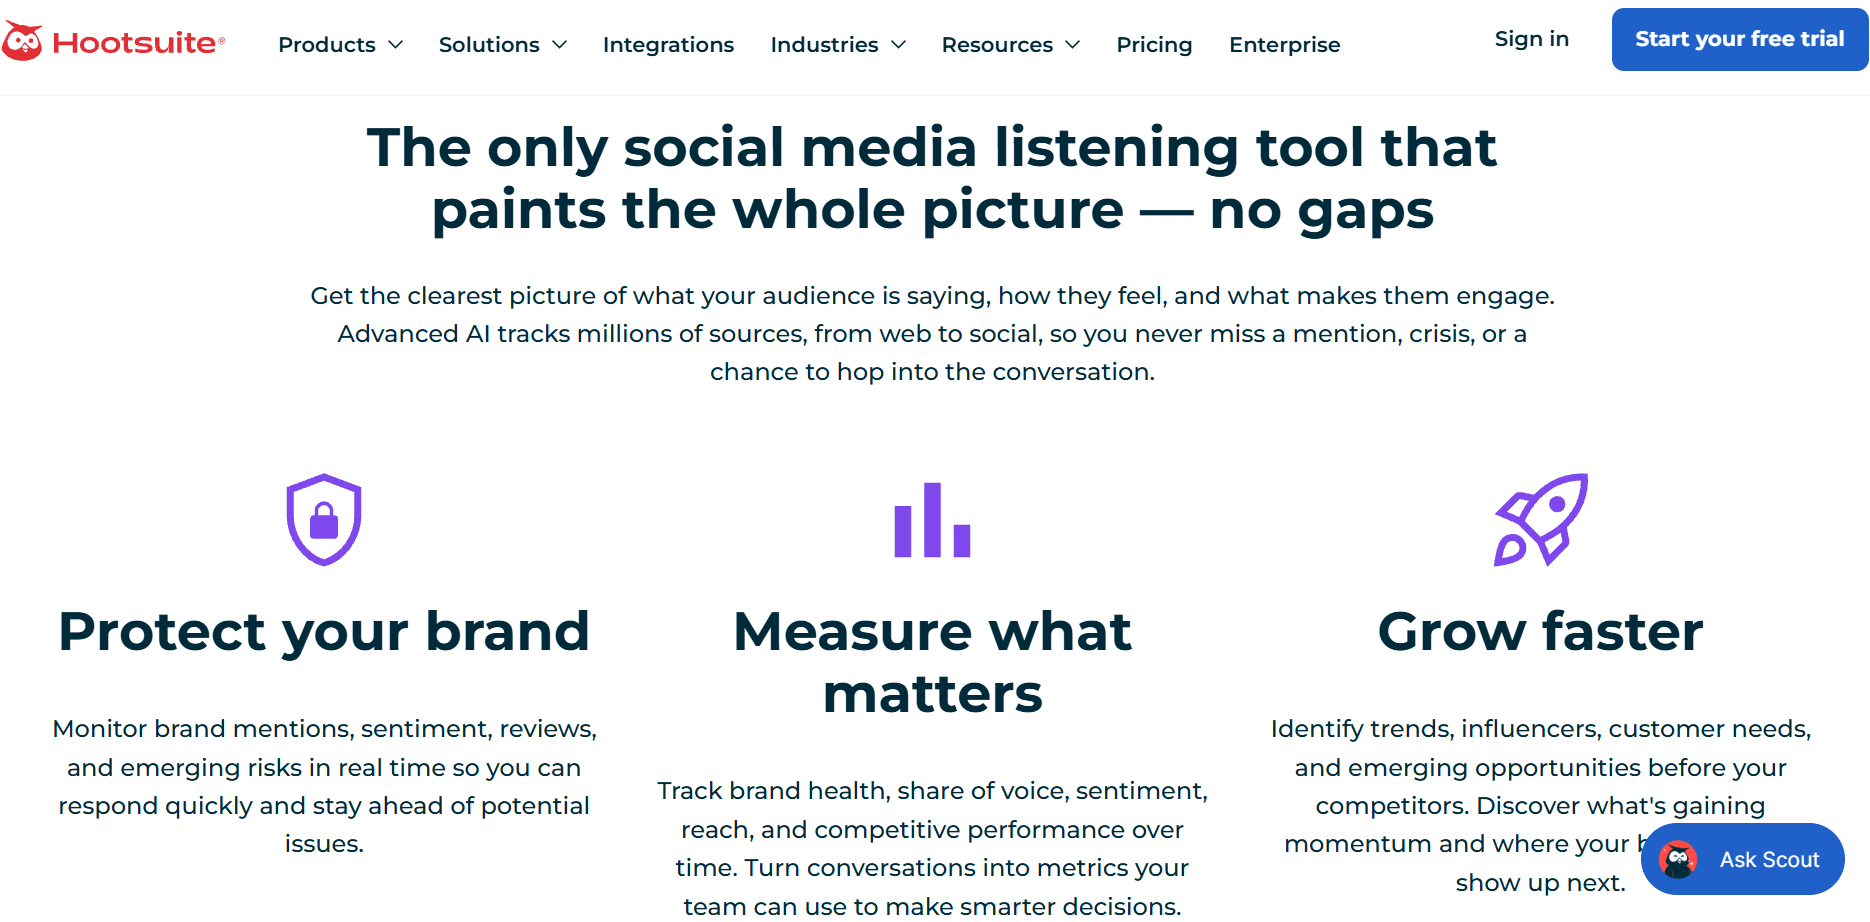 Hootsuite®
Products
Solutions
Integrations
Industries
Resources
Pricing
Enterprise
Sign in
Start your free trial
The only social media listening tool that
paints the whole picture — no gaps
Get the clearest picture of what your audience is saying, how they feel, and what makes them engage.
Advanced AI tracks millions of sources, from web to social, so you never miss a mention, crisis, or a
chance to hop into the conversation.
Protect your brand
Monitor brand mentions, sentiment, reviews,
and emerging risks in real time so you can
respond quickly and stay ahead of potential
issues.
Measure what
matters
Track brand health, share of voice, sentiment,
reach, and competitive performance over
time. Turn conversations into metrics your
team can use to make smarter decisions.
Grow faster
Identify trends, influencers, customer needs,
and emerging opportunities before your
competitors. Discover what's gaining
momentum and where your
show up next.
Ask Scout